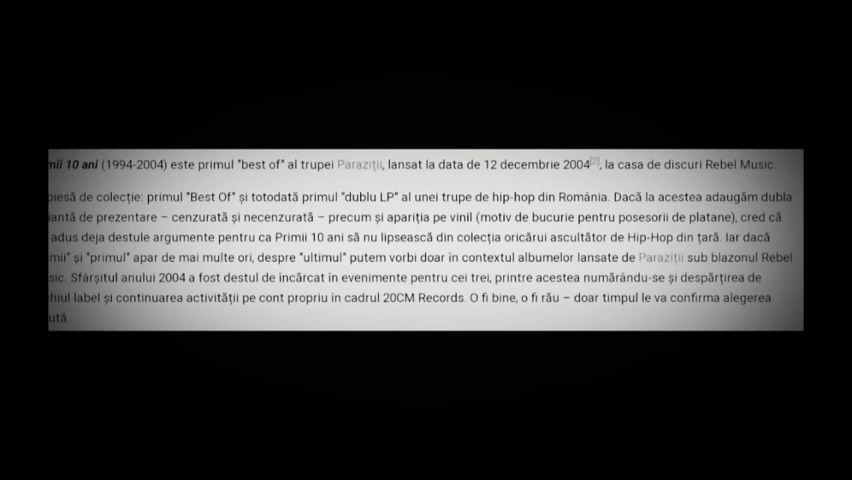 mii 10 ani (1994-2004) este primul "best of" al trupei Paraziții, lansat la data de 12 decembrie 2004[2], la casa de discuri Rebel Music.
piesă de colecție: primul "Best Of" și totodată primul "dublu LP" al unei trupe de hip-hop din România. Dacă la acestea adaugăm dubla
iantă de prezentare – cenzurată și necenzurată – precum și apariția pe vinil (motiv de bucurie pentru posesorii de platane), cred că
adus deja destule argumente pentru ca Primii 10 ani să nu lipsească din colecția oricărui ascultător de Hip-Hop din țară. Iar dacă
mii" și "primul" apar de mai multe ori, despre "ultimul" putem vorbi doar în contextul albumelor lansate de Paraziții sub blazonul Rebel
sic. Sfârșitul anului 2004 a fost destul de încărcat în evenimente pentru cei trei, printre acestea numărându-se și despărțirea de
hiul label și continuarea activității pe cont propriu în cadrul 20CM Records. O fi bine, o fi rău – doar timpul le va confirma alegerea
ută.